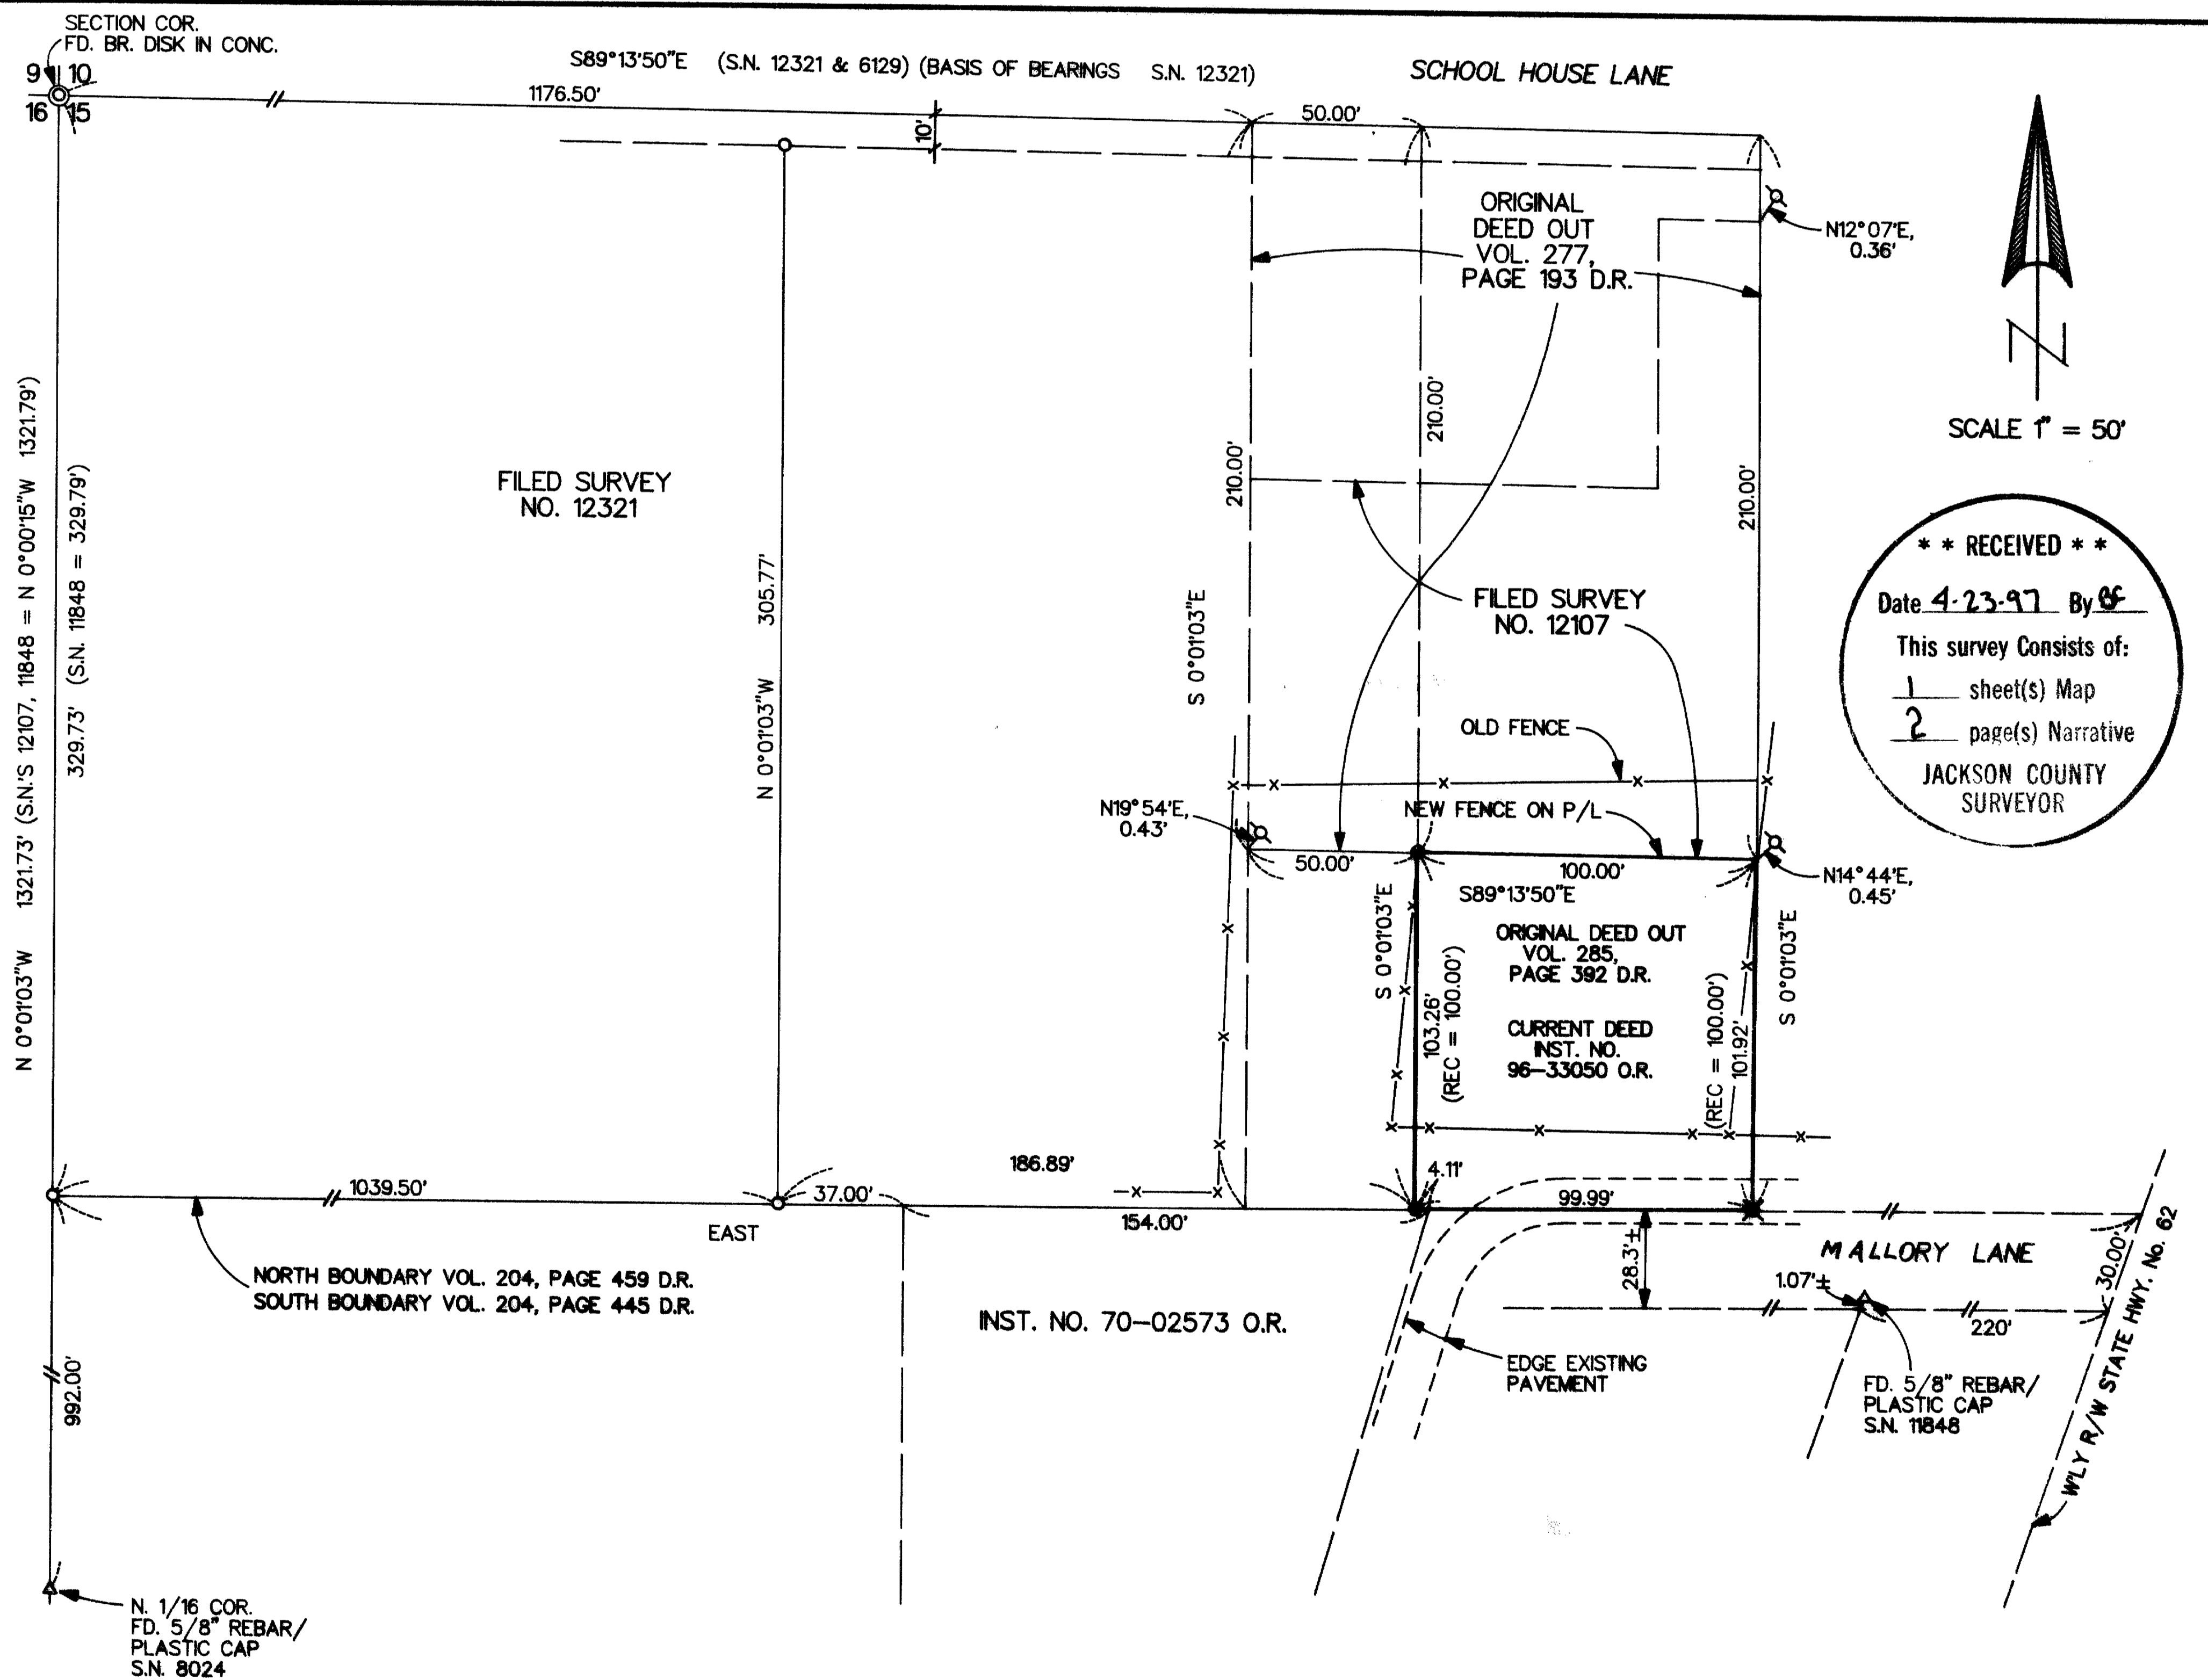 SECTION COR.
FD. BR. DISK IN CONC.
9 10
16 15
S89°13'50"E (S.N. 12321 & 6129) (BASIS OF BEARINGS S.N. 12321)
SCHOOL HOUSE LANE
1176.50'
10'
50.00'
ORIGINAL
DEED OUT
VOL. 277,
PAGE 193 D.R.
N12°07'E,
0.36'
N
SCALE 1" = 50'
N 0°01'03"W 1321.73' (S.N.'S 12107, 11848 = N 0°00'15"W 1321.79')
329.73' (S.N. 11848 = 329.79')
FILED SURVEY
NO. 12321
N 0°01'03"W 305.77'
210.00'
210.00'
210.00'
S 0°01'03"E
FILED SURVEY
NO. 12107
* * RECEIVED * *
Date 4-23-97 By BF
This survey Consists of:
1 sheet(s) Map
2 page(s) Narrative
JACKSON COUNTY
SURVEYOR
OLD FENCE
NEW FENCE ON P/L
N19°54'E,
0.43'
50.00'
100.00'
S89°13'50"E
N14°44'E,
0.45'
S 0°01'03"E
103.26'
(REC = 100.00')
ORIGINAL DEED OUT
VOL. 285,
PAGE 392 D.R.
CURRENT DEED
INST. NO.
96-33050 O.R.
(REC = 100.00')
101.92'
S 0°01'03"E
1039.50'
37.00'
186.89'
154.00'
4.11'
99.99'
EAST
NORTH BOUNDARY VOL. 204, PAGE 459 D.R.
SOUTH BOUNDARY VOL. 204, PAGE 445 D.R.
INST. NO. 70-02573 O.R.
28.3'±
MALLORY LANE
1.07'±
30.00'
220'
W'LY R/W STATE HWY. No. 62
EDGE EXISTING
PAVEMENT
FD. 5/8" REBAR/
PLASTIC CAP
S.N. 11848
992.00'
N. 1/16 COR.
FD. 5/8" REBAR/
PLASTIC CAP
S.N. 8024